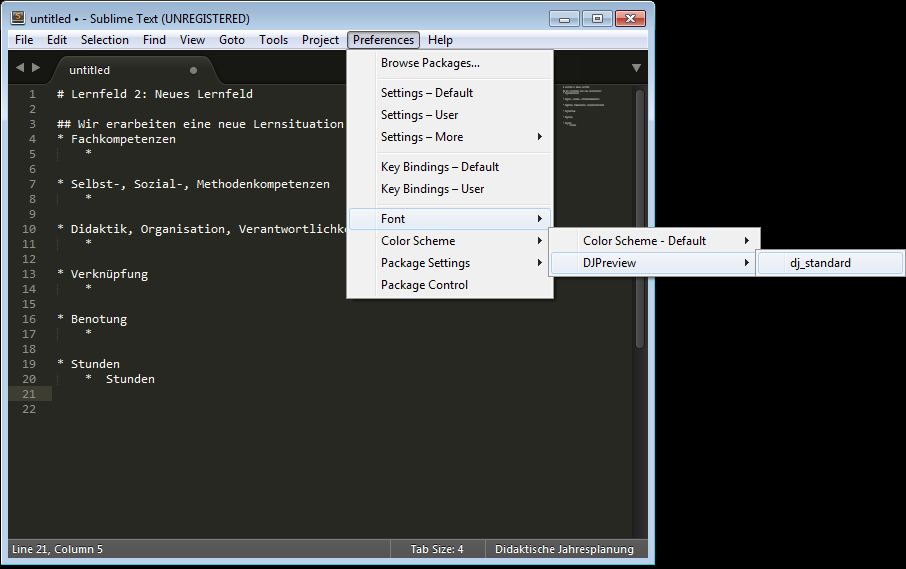 untitled • - Sublime Text (UNREGISTERED)
File Edit Selection Find View Goto Tools Project Preferences Help
untitled
Browse Packages...
Settings – Default
Settings – User
Settings – More
Key Bindings – Default
Key Bindings – User
Font
Color Scheme
Package Settings
Package Control
Color Scheme - Default
DJPreview
dj_standard
1 # Lernfeld 2: Neues Lernfeld
2
3 ## Wir erarbeiten eine neue Lernsituation
4 * Fachkompetenzen
5 *
6
7 * Selbst-, Sozial-, Methodenkompetenzen
8 *
9
10 * Didaktik, Organisation, Verantwortlichke
11 *
12
13 * Verknüpfung
14 *
15
16 * Benotung
17 *
18
19 * Stunden
20 * Stunden
21
22
Line 21, Column 5 Tab Size: 4 Didaktische Jahresplanung